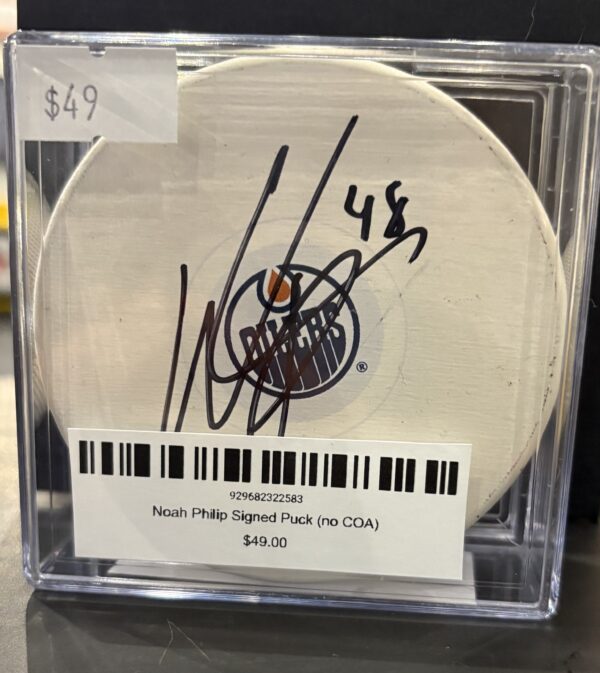 $49
48
OILERS
®
929682322583
Noah Philip Signed Puck (no COA)
$49.00